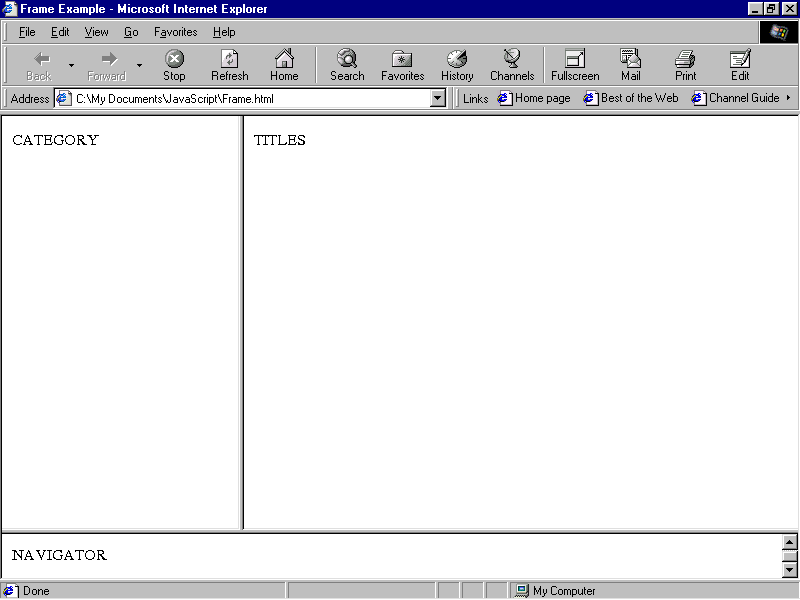 Frame Example - Microsoft Internet Explorer
File Edit View Go Favorites Help
Back Forward Stop Refresh Home Search Favorites History Channels Fullscreen Mail Print Edit
Address C:\My Documents\JavaScript\Frame.html Links Home page Best of the Web Channel Guide
CATEGORY TITLES
NAVIGATOR
Done My Computer